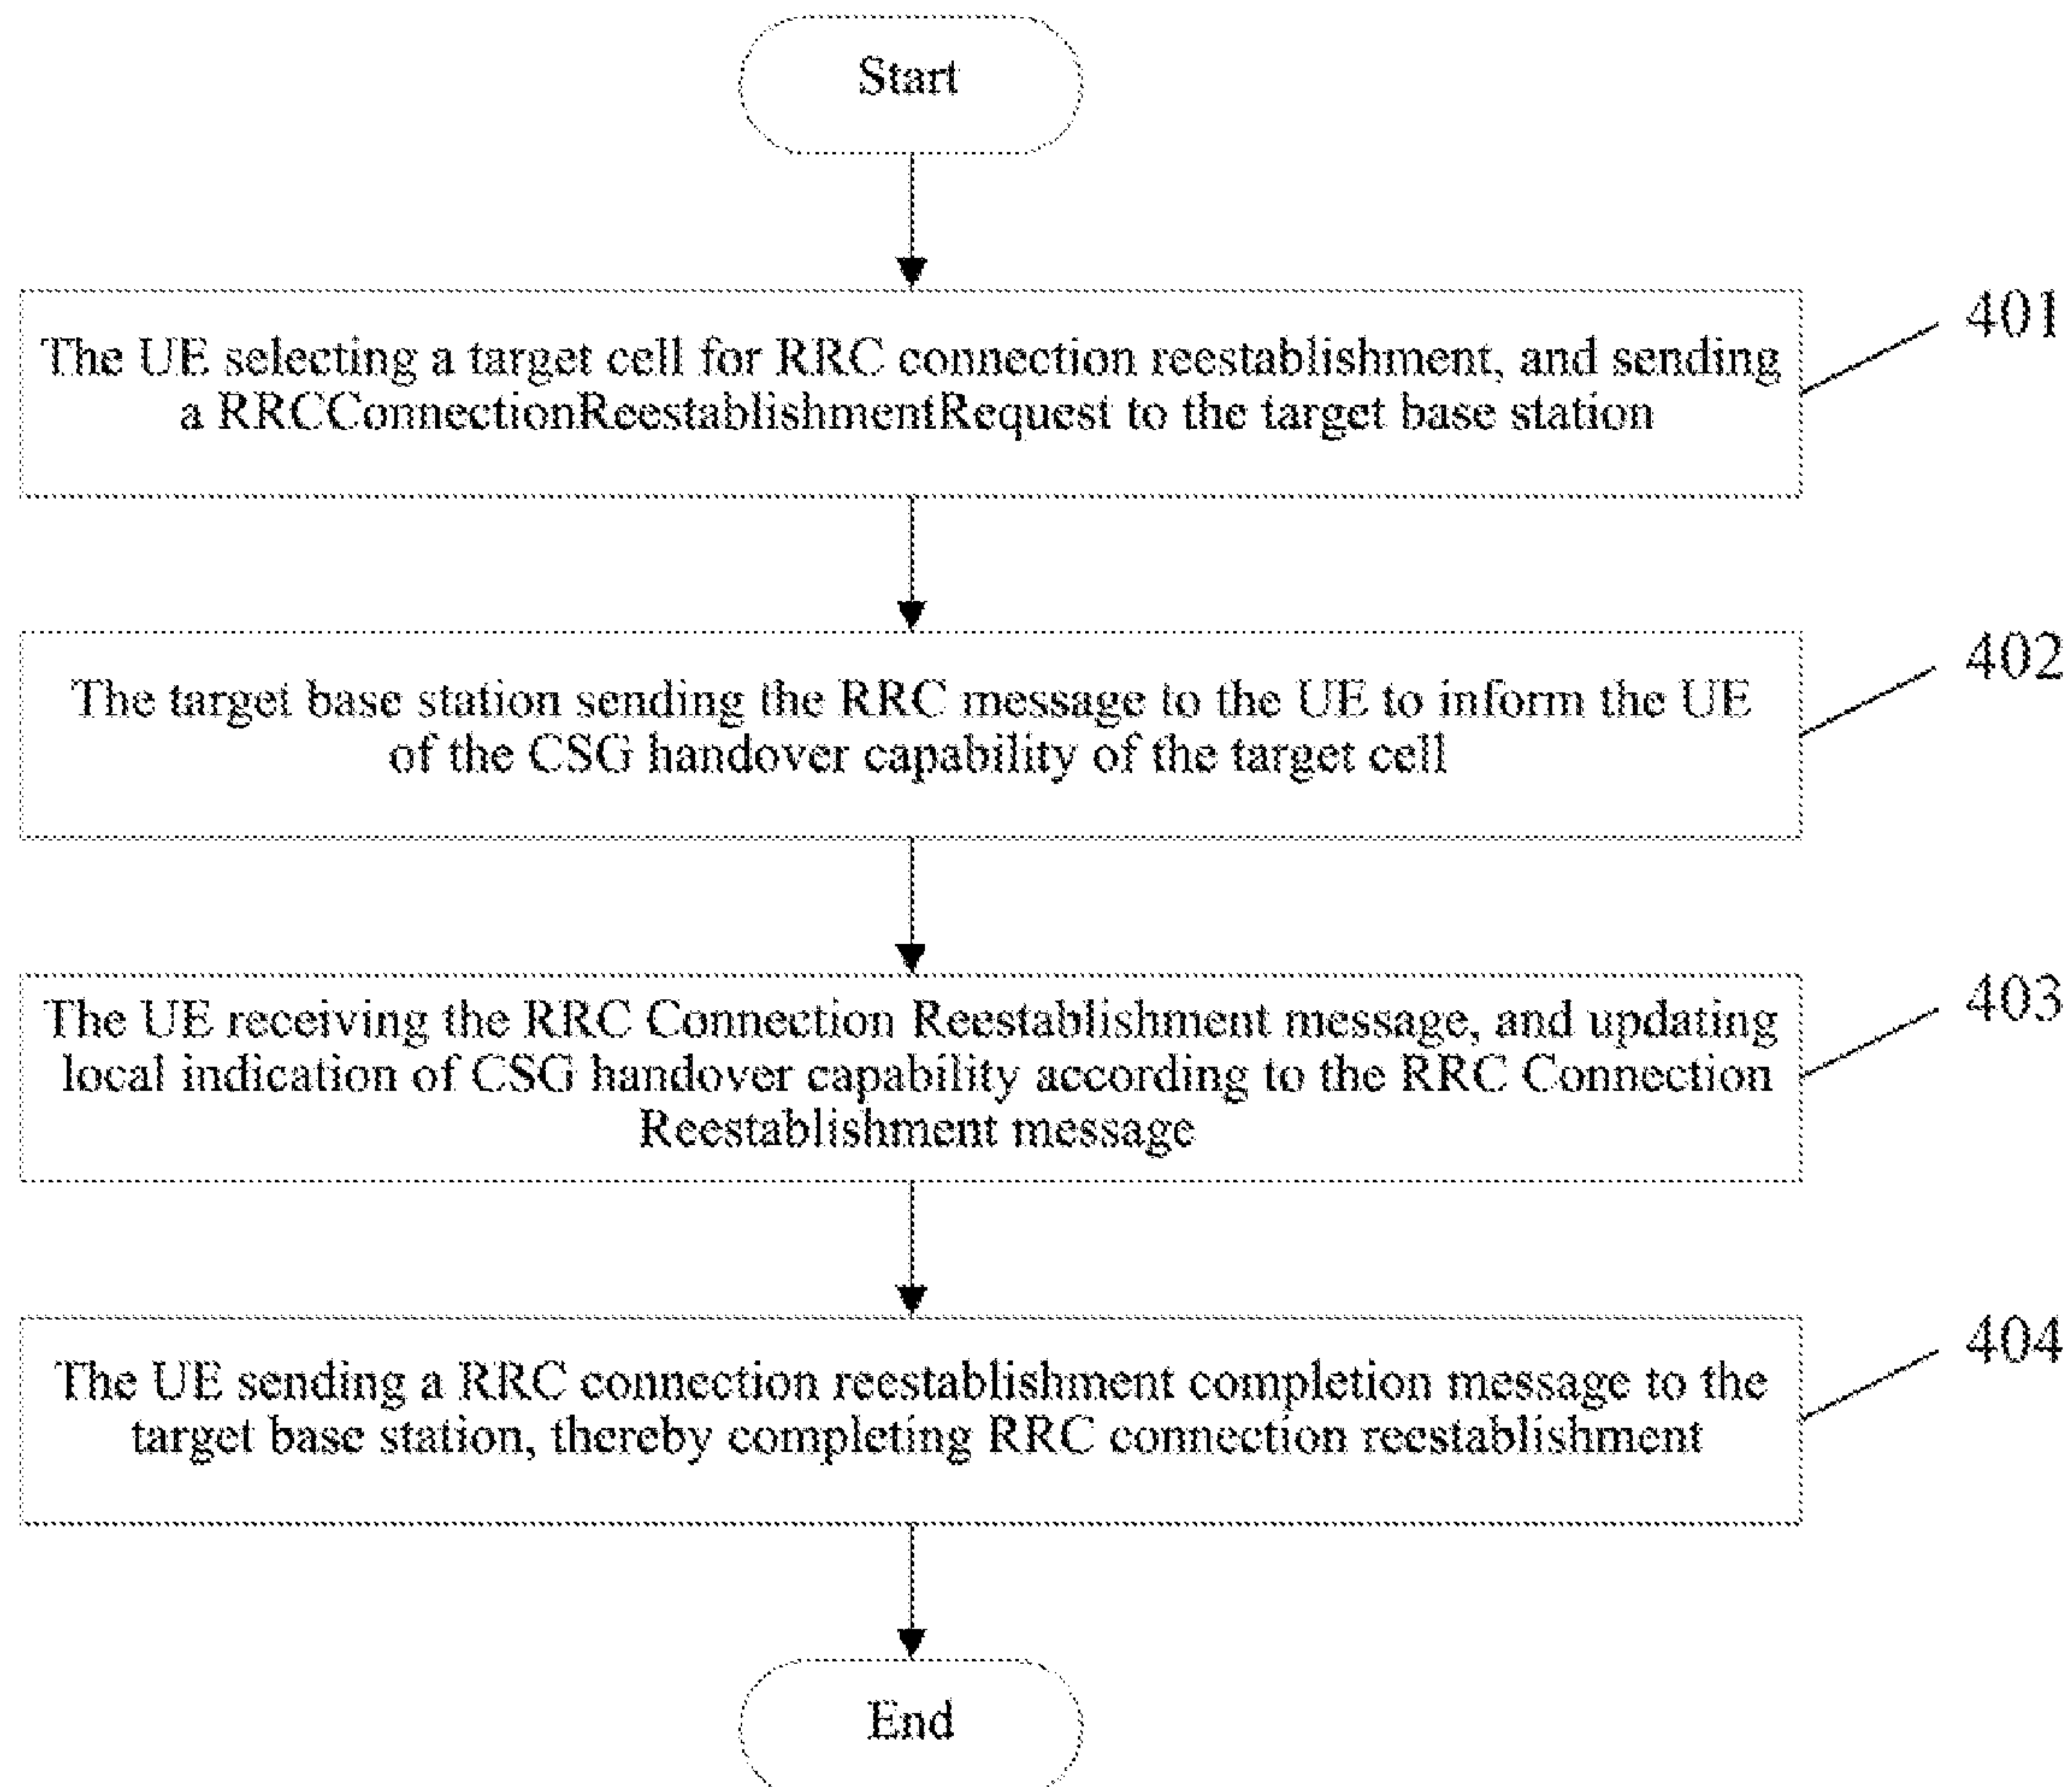 Start
The UE selecting a target cell for RRC connection reestablishment, and sending
a RRCConnectionReestablishmentRequest to the target base station
401
The target base station sending the RRC message to the UE to inform the UE
of the CSG handover capability of the target cell
402
The UE receiving the RRC Connection Reestablishment message, and updating
local indication of CSG handover capability according to the RRC Connection
Reestablishment message
403
The UE sending a RRC connection reestablishment completion message to the
target base station, thereby completing RRC connection reestablishment
404
End